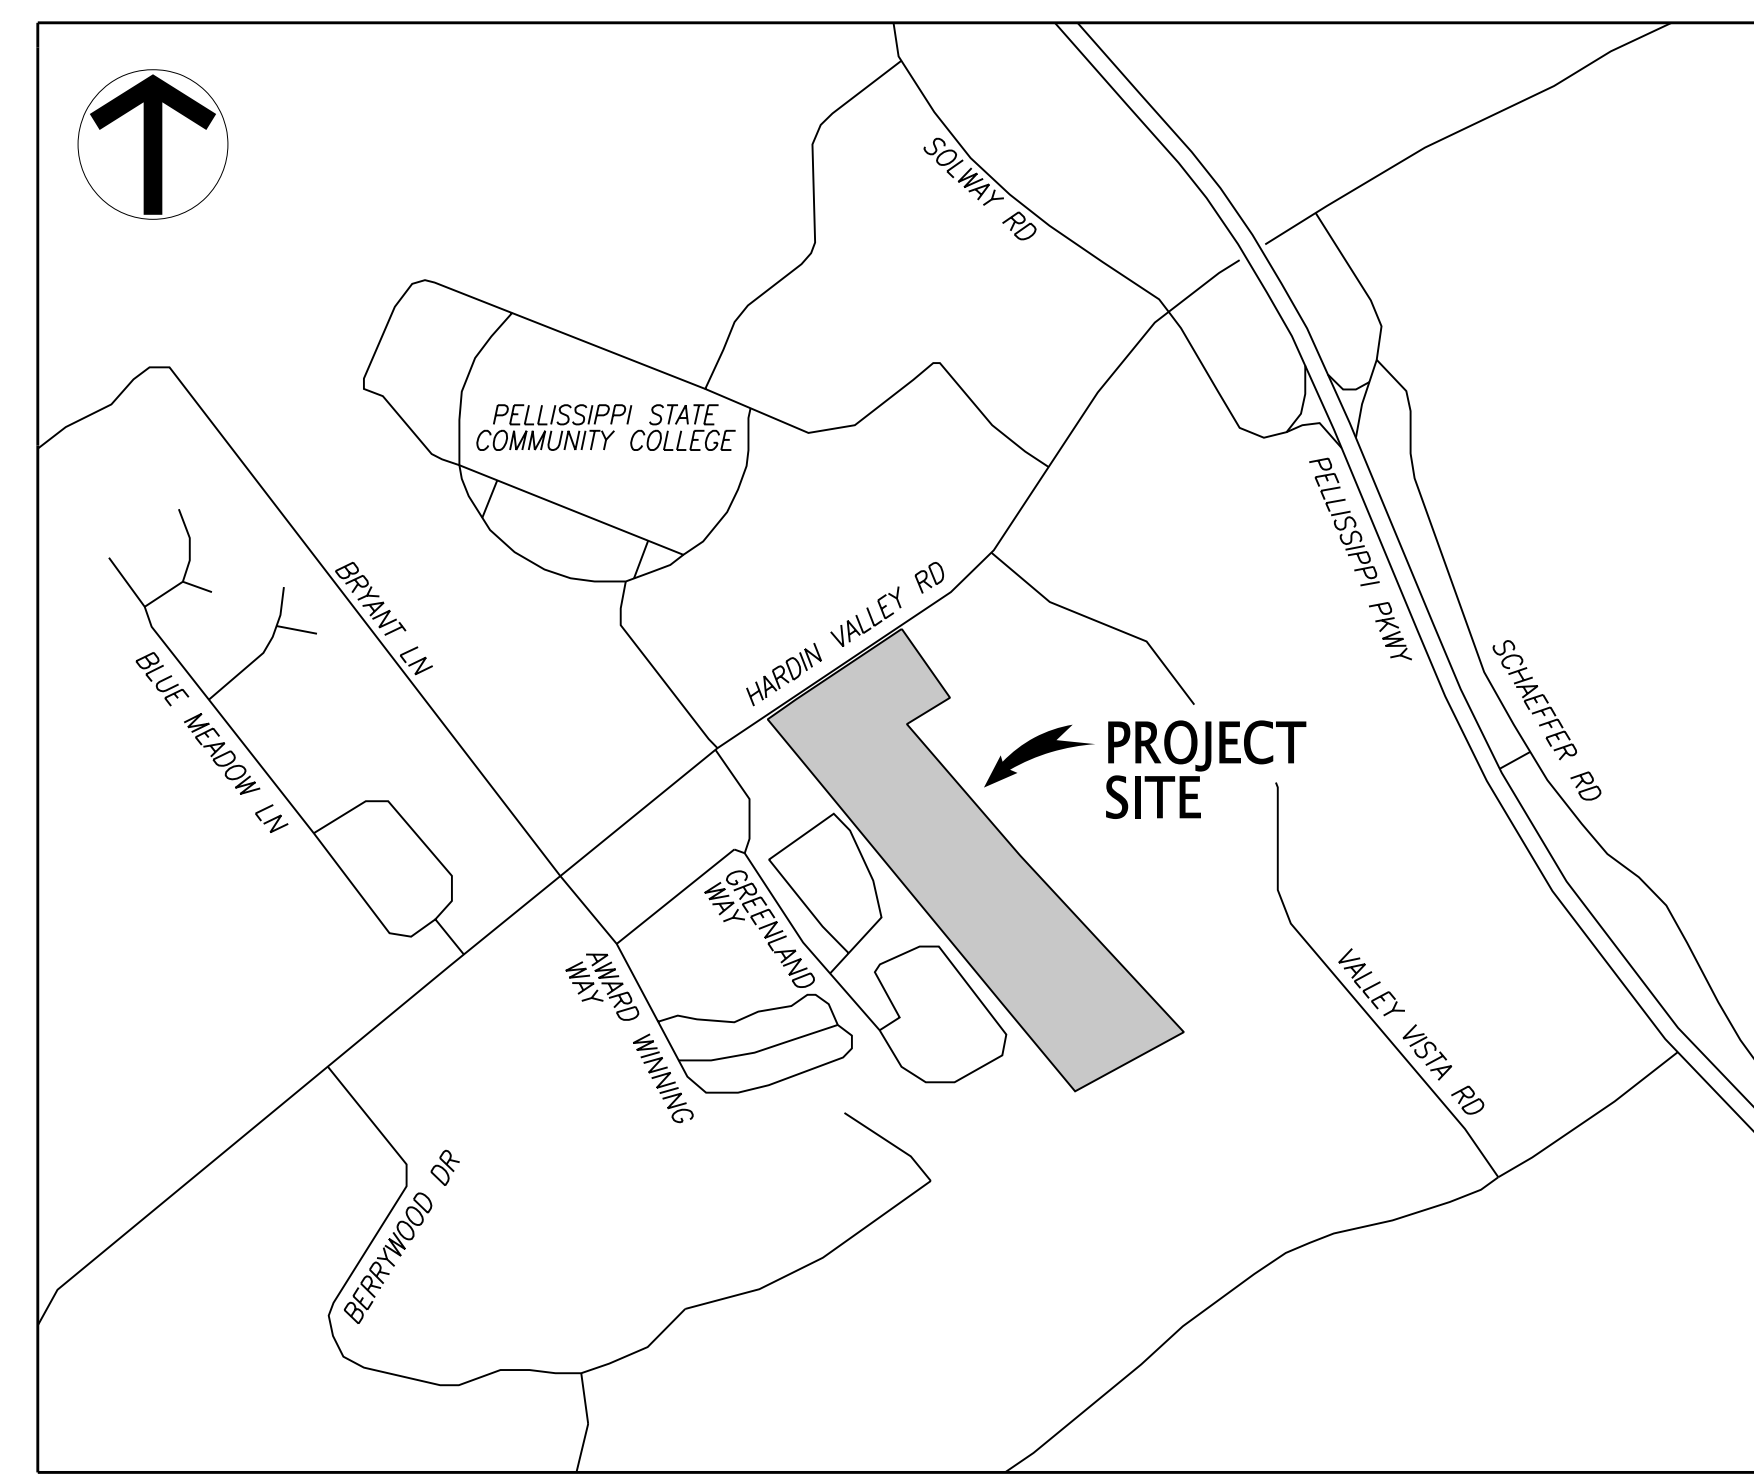 SOLWAY RD
PELLISSIPPI STATE
COMMUNITY COLLEGE
PELLISSIPPI PKWY
BRYANT LN
HARDIN VALLEY RD
BLUE MEADOW LN
SCHAEFFER RD
PROJECT
SITE
GREENLAND
WAY
AWARD WINNING
WAY
VALLEY VISTA RD
BERRYWOOD DR